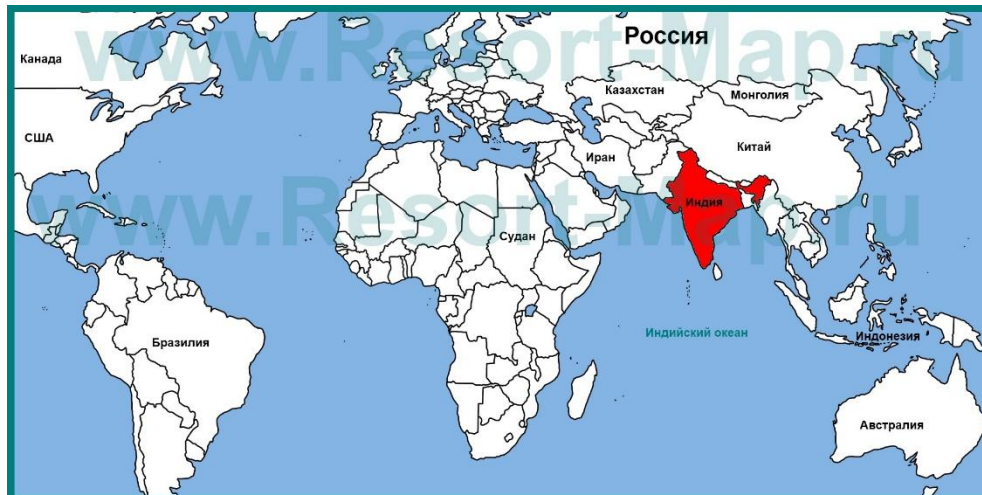 www.Resort-Map.ru
Россия
Канада
Казахстан
Монголия
США
Китай
Иран
www.Resort-Map.ru
Индия
Судан
Индийский океан
Бразилия
Индонезия
Австралия